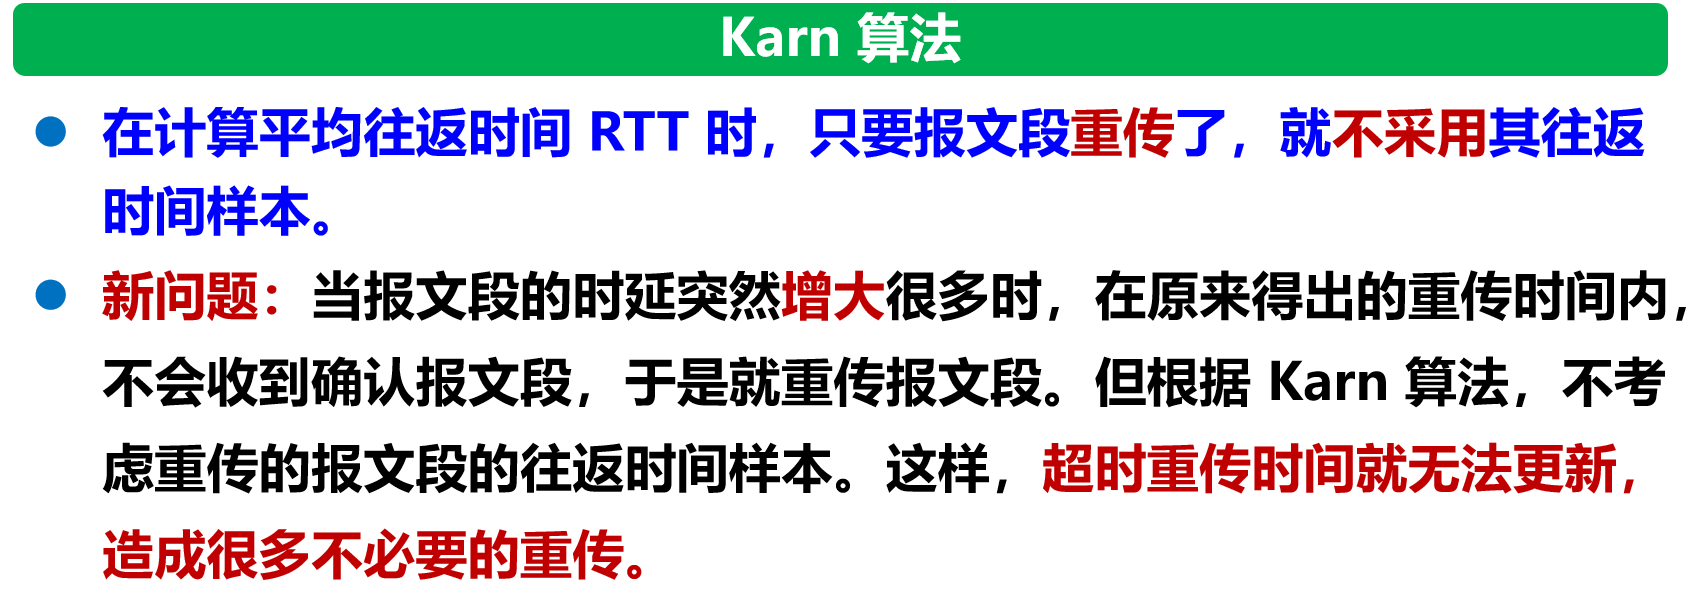 Karn 算法
在计算平均往返时间 RTT 时，只要报文段重传了，就不采用其往返
时间样本。
新问题：当报文段的时延突然增大很多时，在原来得出的重传时间内，
不会收到确认报文段，于是就重传报文段。但根据 Karn 算法，不考
虑重传的报文段的往返时间样本。这样，超时重传时间就无法更新，
造成很多不必要的重传。